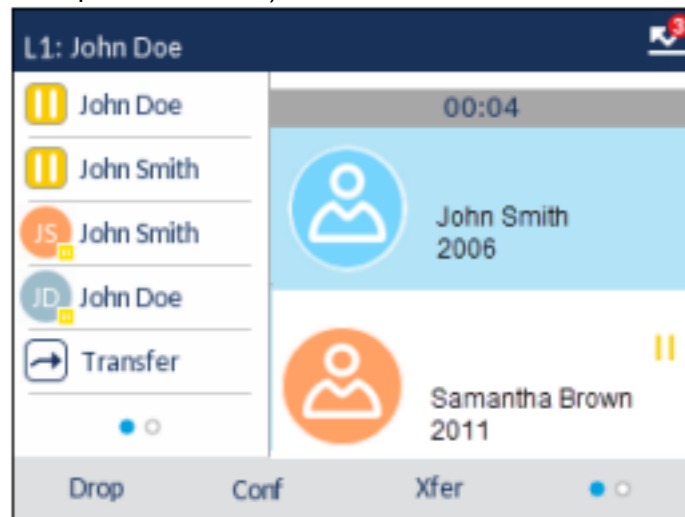 L1: John Doe
3
John Doe
John Smith
JS John Smith
JD John Doe
Transfer
00:04
John Smith
2006
Samantha Brown
2011
Drop Conf Xfer